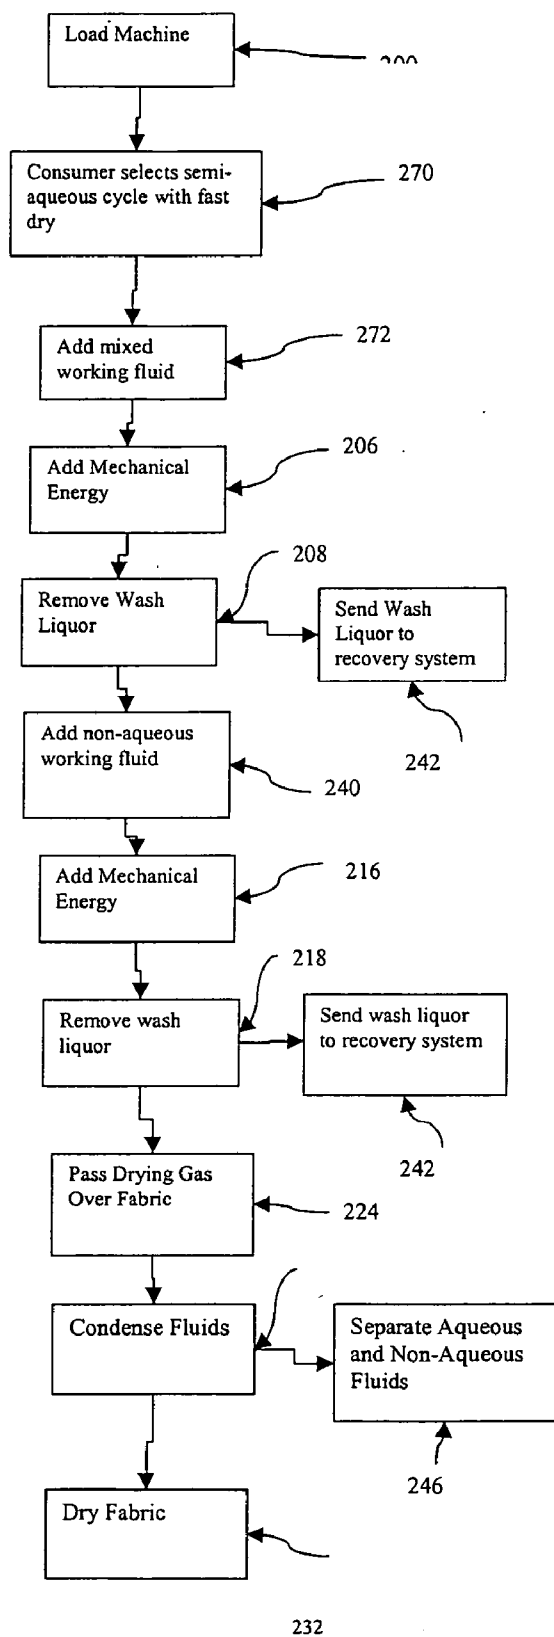 Load Machine
Consumer selects semi-
aqueous cycle with fast
dry
270
Add mixed
working fluid
272
Add Mechanical
Energy
206
Remove Wash
Liquor
208
Send Wash
Liquor to
recovery system
242
Add non-aqueous
working fluid
240
Add Mechanical
Energy
216
Remove wash
liquor
218
Send wash liquor
to recovery system
242
Pass Drying Gas
Over Fabric
224
Condense Fluids
Separate Aqueous
and Non-Aqueous
Fluids
246
Dry Fabric
232